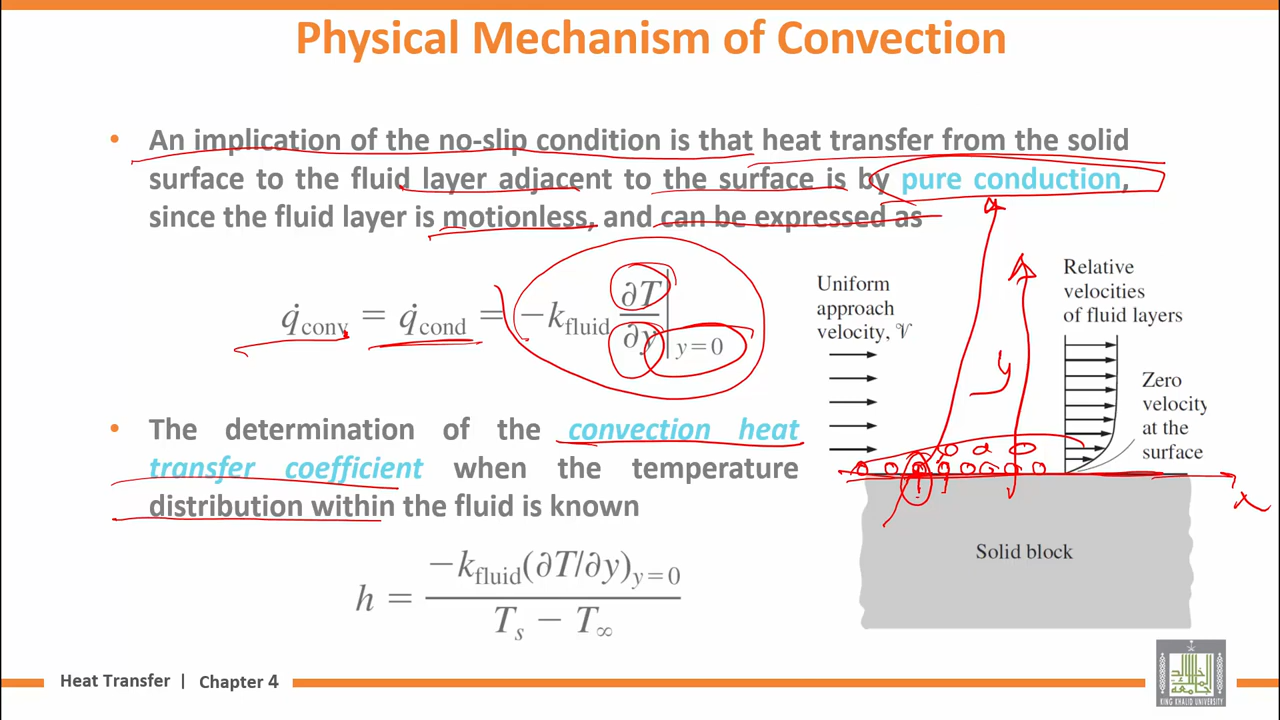 Physical Mechanism of Convection
• An implication of the no-slip condition is that heat transfer from the solid
surface to the fluid layer adjacent to the surface is by pure conduction,
since the fluid layer is motionless, and can be expressed as
q̇conv = q̇cond = −kfluid ∂T/∂y |y=0
Uniform
approach
velocity, 𝒱
Relative
velocities
of fluid layers
Zero
velocity
at the
surface
y
x
Solid block
• The determination of the convection heat
transfer coefficient when the temperature
distribution within the fluid is known
h = −kfluid(∂T/∂y)y=0 / Ts − T∞
Heat Transfer | Chapter 4
KING KHALID UNIVERSITY